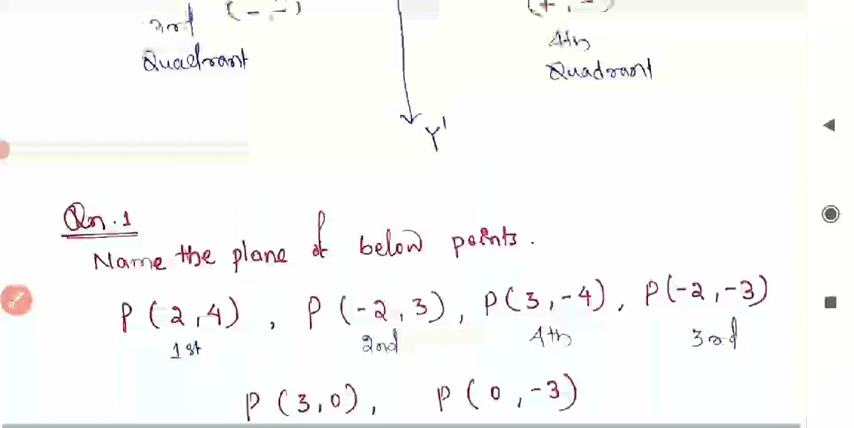 3rd (-, -) (+, -)
Quadrant 4th
Quadrant
Y'
Qn.1
Name the plane of below points.
P(2,4), P(-2,3), P(3,-4), P(-2,-3)
1st 2nd 4th 3rd
P(3,0), P(0,-3)